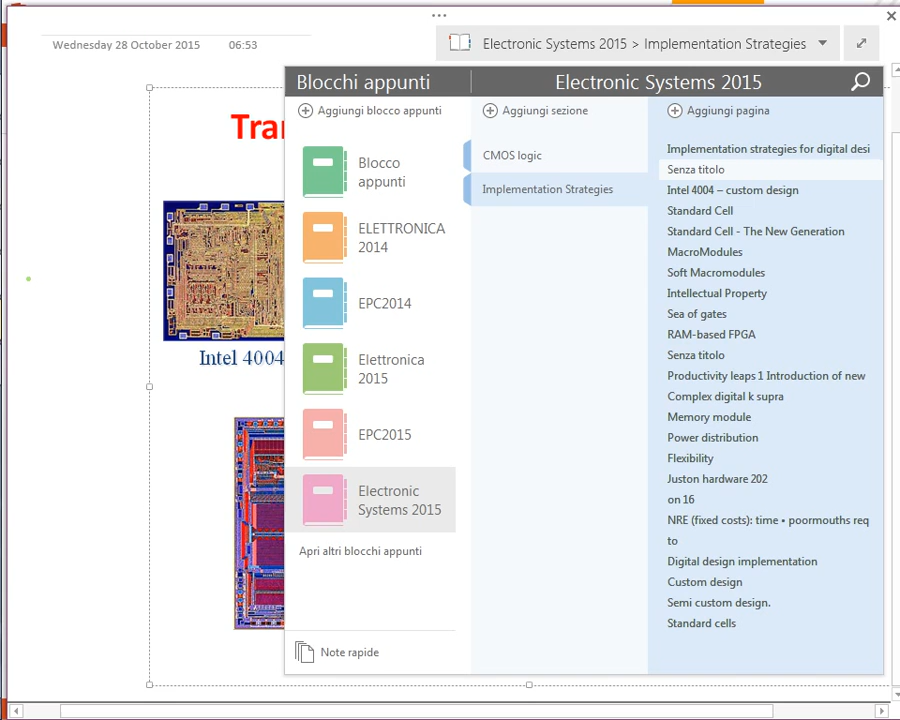 Wednesday 28 October 2015 06:53
Electronic Systems 2015 > Implementation Strategies
Blocchi appunti
Electronic Systems 2015
Aggiungi blocco appunti
Aggiungi sezione
Aggiungi pagina
Tra
Intel 4004
Blocco
appunti
ELETTRONICA
2014
EPC2014
Elettronica
2015
EPC2015
Electronic
Systems 2015
Apri altri blocchi appunti
Note rapide
CMOS logic
Implementation Strategies
Implementation strategies for digital desi
Senza titolo
Intel 4004 – custom design
Standard Cell
Standard Cell - The New Generation
MacroModules
Soft Macromodules
Intellectual Property
Sea of gates
RAM-based FPGA
Senza titolo
Productivity leaps 1 Introduction of new
Complex digital k supra
Memory module
Power distribution
Flexibility
Juston hardware 202
on 16
NRE (fixed costs): time • poormouths req
to
Digital design implementation
Custom design
Semi custom design.
Standard cells